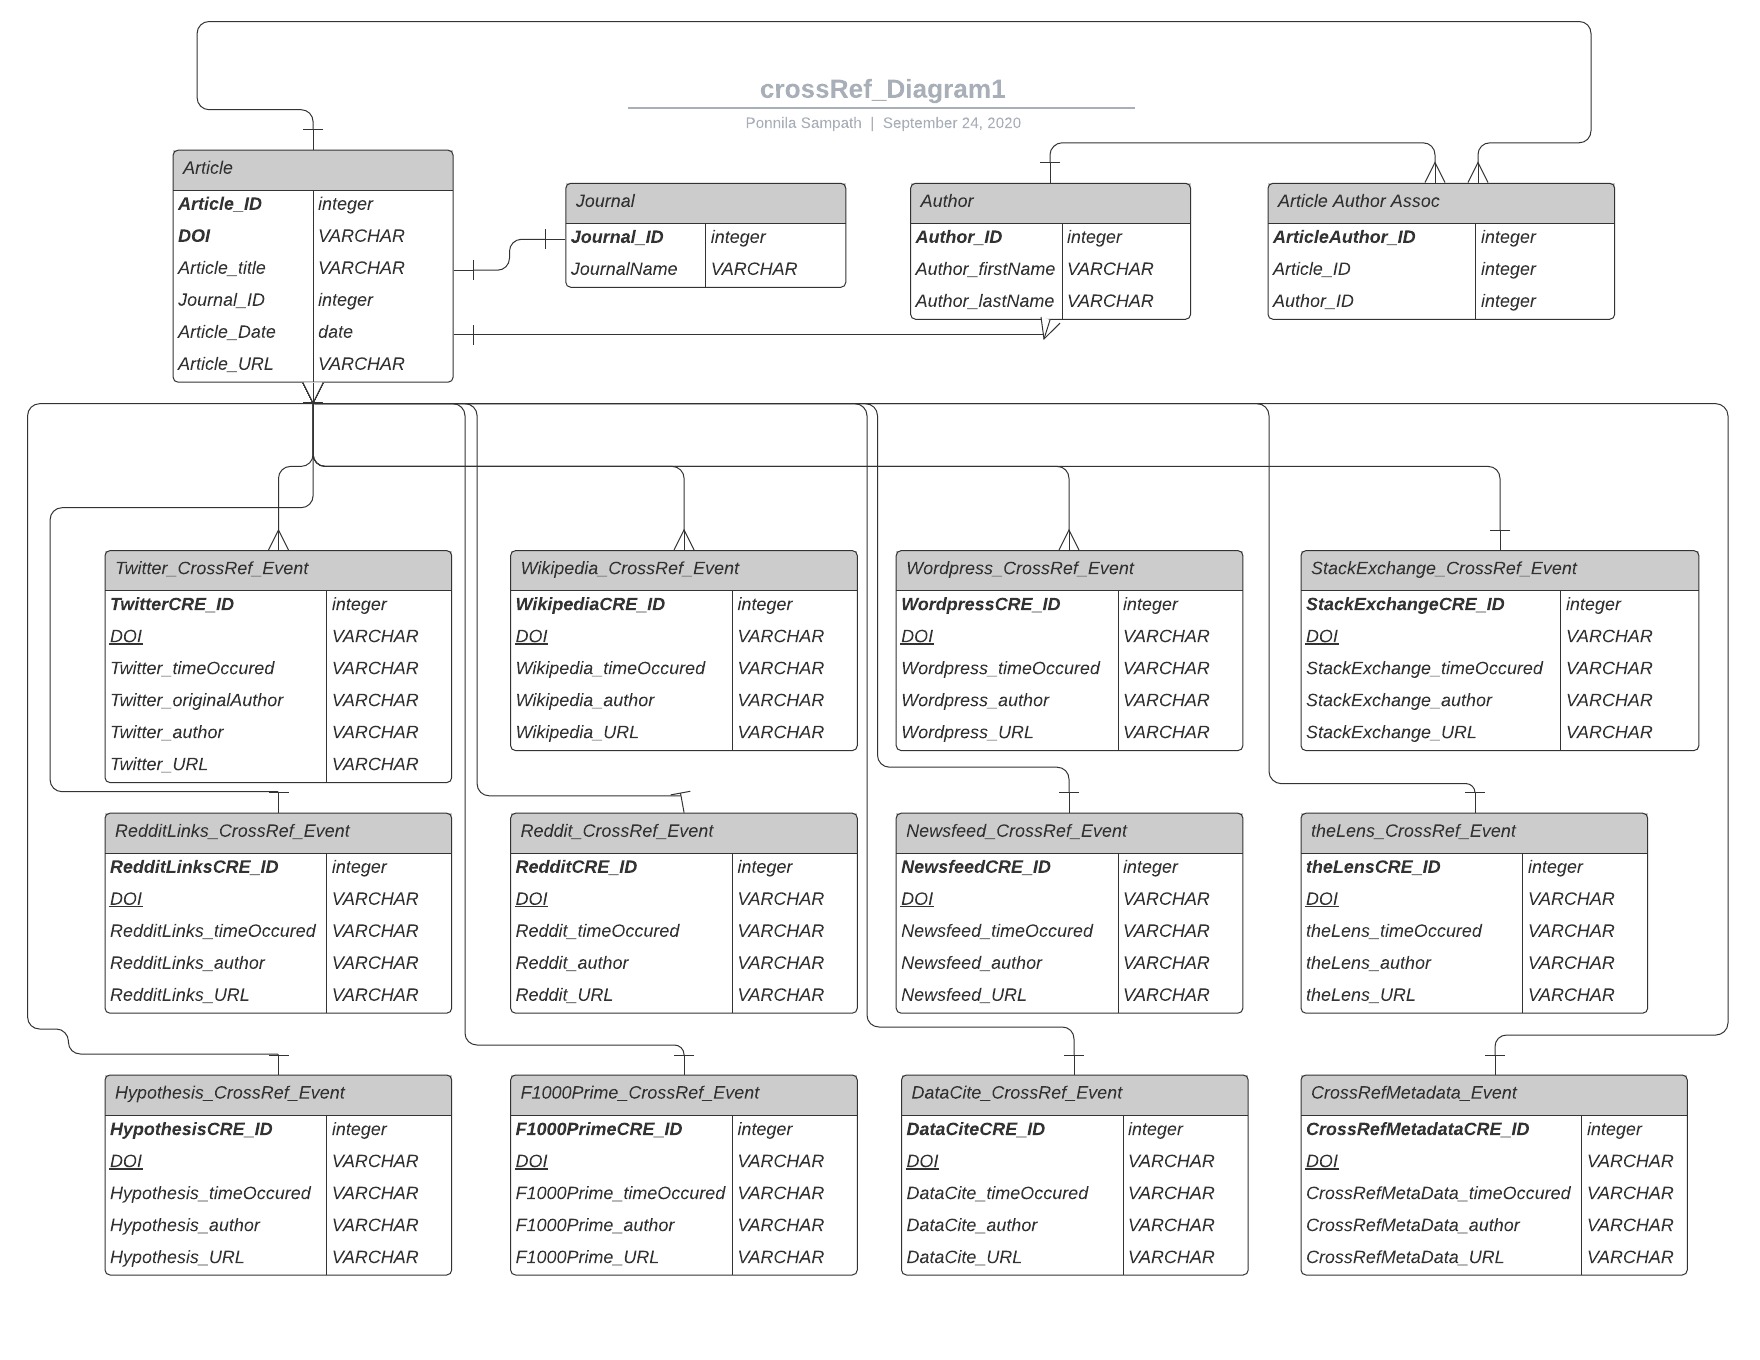 crossRef_Diagram1
Ponnila Sampath | September 24, 2020
Article
Article_ID integer
DOI VARCHAR
Article_title VARCHAR
Journal_ID integer
Article_Date date
Article_URL VARCHAR
Journal
Journal_ID integer
JournalName VARCHAR
Author
Author_ID integer
Author_firstName VARCHAR
Author_lastName VARCHAR
Article Author Assoc
ArticleAuthor_ID integer
Article_ID integer
Author_ID integer
Twitter_CrossRef_Event
TwitterCRE_ID integer
DOI VARCHAR
Twitter_timeOccured VARCHAR
Twitter_originalAuthor VARCHAR
Twitter_author VARCHAR
Twitter_URL VARCHAR
Wikipedia_CrossRef_Event
WikipediaCRE_ID integer
DOI VARCHAR
Wikipedia_timeOccured VARCHAR
Wikipedia_author VARCHAR
Wikipedia_URL VARCHAR
Wordpress_CrossRef_Event
WordpressCRE_ID integer
DOI VARCHAR
Wordpress_timeOccured VARCHAR
Wordpress_author VARCHAR
Wordpress_URL VARCHAR
StackExchange_CrossRef_Event
StackExchangeCRE_ID integer
DOI VARCHAR
StackExchange_timeOccured VARCHAR
StackExchange_author VARCHAR
StackExchange_URL VARCHAR
RedditLinks_CrossRef_Event
RedditLinksCRE_ID integer
DOI VARCHAR
RedditLinks_timeOccured VARCHAR
RedditLinks_author VARCHAR
RedditLinks_URL VARCHAR
Reddit_CrossRef_Event
RedditCRE_ID integer
DOI VARCHAR
Reddit_timeOccured VARCHAR
Reddit_author VARCHAR
Reddit_URL VARCHAR
Newsfeed_CrossRef_Event
NewsfeedCRE_ID integer
DOI VARCHAR
Newsfeed_timeOccured VARCHAR
Newsfeed_author VARCHAR
Newsfeed_URL VARCHAR
theLens_CrossRef_Event
theLensCRE_ID integer
DOI VARCHAR
theLens_timeOccured VARCHAR
theLens_author VARCHAR
theLens_URL VARCHAR
Hypothesis_CrossRef_Event
HypothesisCRE_ID integer
DOI VARCHAR
Hypothesis_timeOccured VARCHAR
Hypothesis_author VARCHAR
Hypothesis_URL VARCHAR
F1000Prime_CrossRef_Event
F1000PrimeCRE_ID integer
DOI VARCHAR
F1000Prime_timeOccured VARCHAR
F1000Prime_author VARCHAR
F1000Prime_URL VARCHAR
DataCite_CrossRef_Event
DataCiteCRE_ID integer
DOI VARCHAR
DataCite_timeOccured VARCHAR
DataCite_author VARCHAR
DataCite_URL VARCHAR
CrossRefMetadata_Event
CrossRefMetadataCRE_ID integer
DOI VARCHAR
CrossRefMetaData_timeOccured VARCHAR
CrossRefMetaData_author VARCHAR
CrossRefMetaData_URL VARCHAR